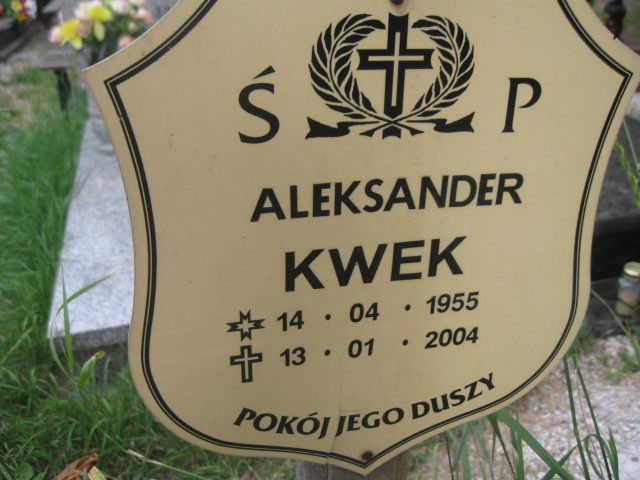 Ś P
ALEKSANDER
KWEK
14 · 04 · 1955
13 · 01 · 2004
POKÓJ JEGO DUSZY